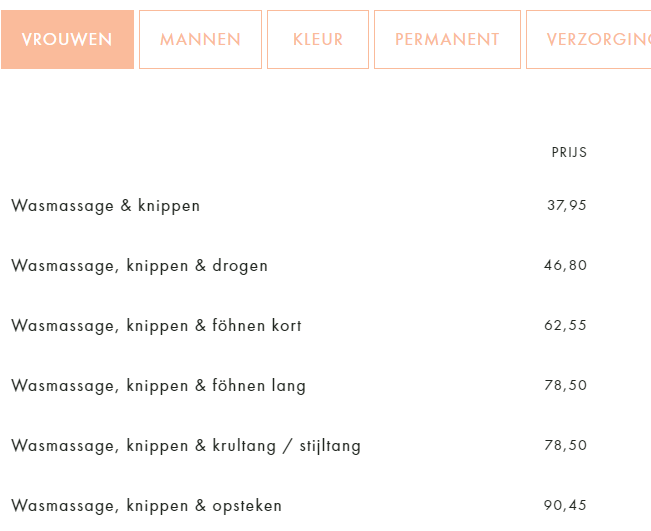 VROUWEN MANNEN KLEUR PERMANENT VERZORGING
PRIJS
Wasmassage & knippen 37,95
Wasmassage, knippen & drogen 46,80
Wasmassage, knippen & föhnen kort 62,55
Wasmassage, knippen & föhnen lang 78,50
Wasmassage, knippen & krultang / stijltang 78,50
Wasmassage, knippen & opsteken 90,45